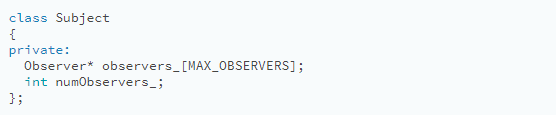 class Subject
{
private:
  Observer* observers_[MAX_OBSERVERS];
  int numObservers_;
};